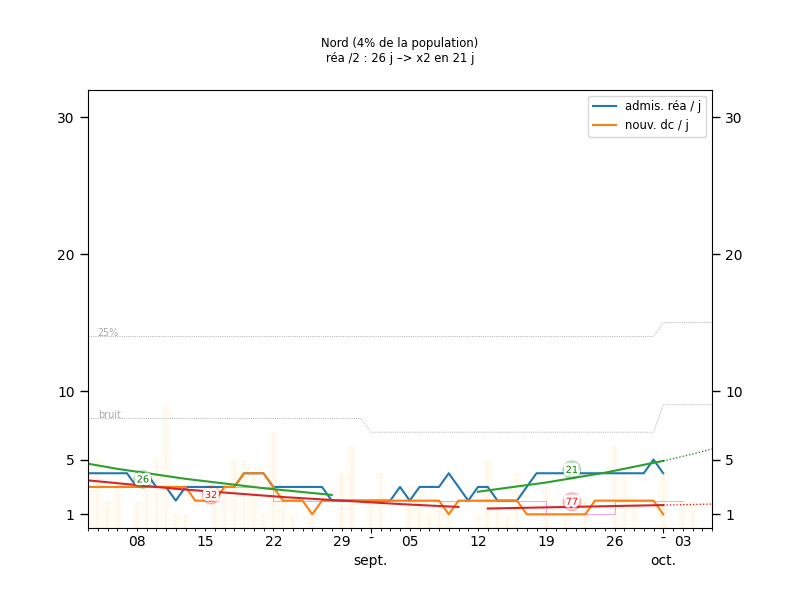 Nord (4% de la population)
réa /2 : 26 j –> x2 en 21 j
admis. réa / j
nouv. dc / j
30 30
20 20
25%
10 10
bruit
5 26 21 5
32 77
1 1
08 15 22 29 - 05 12 19 26 - 03
sept. oct.